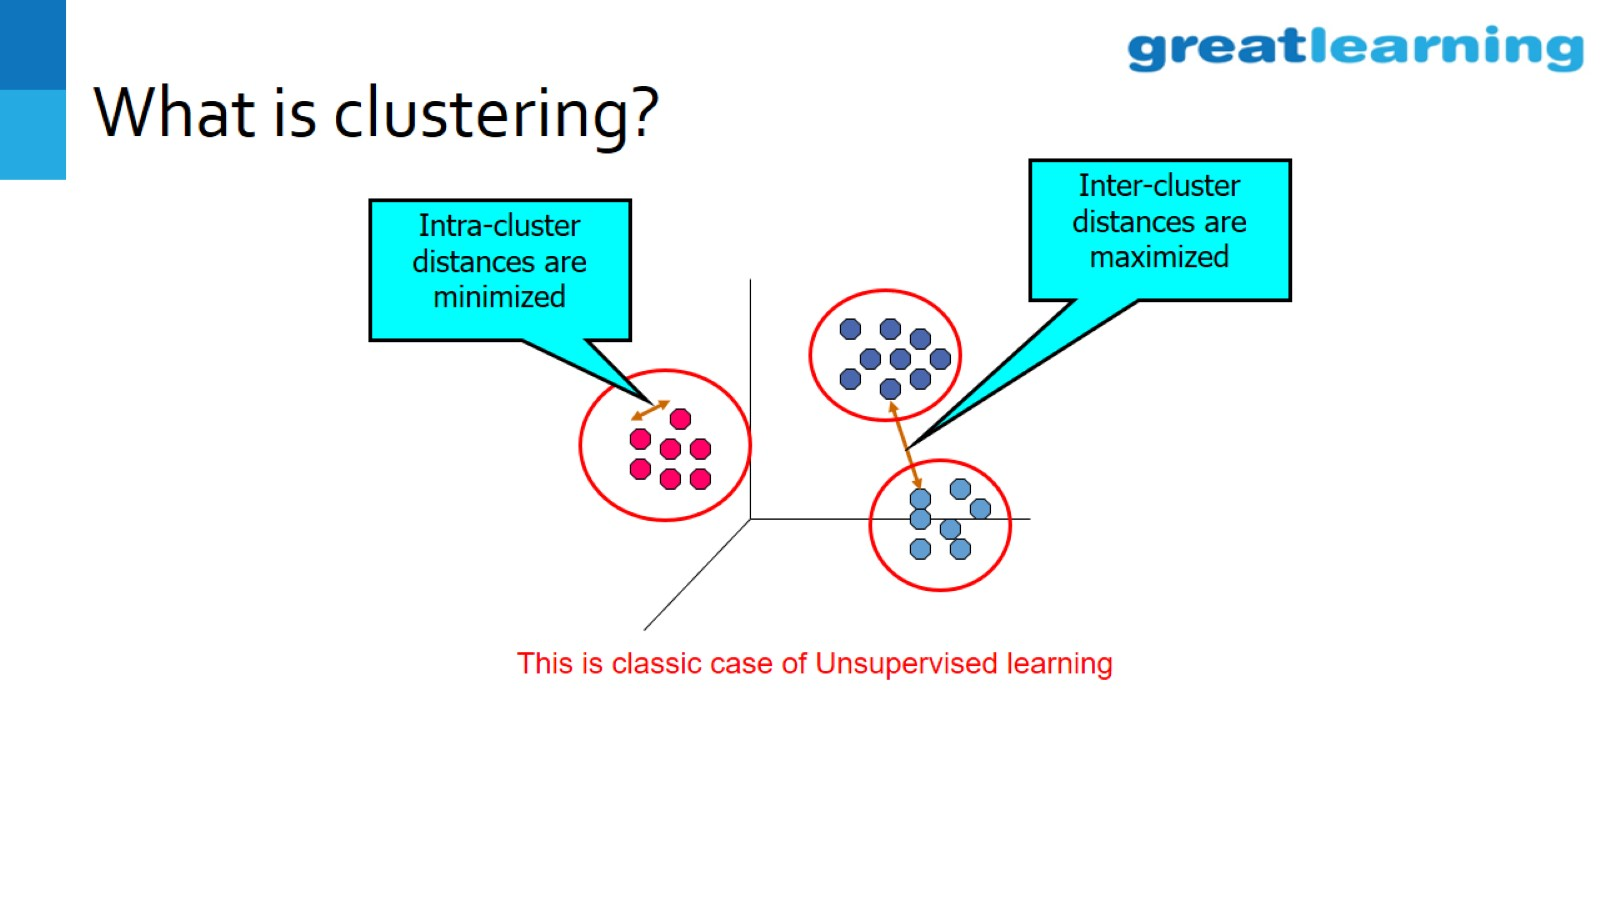 greatlearning
What is clustering?
Intra-cluster
distances are
minimized
Inter-cluster
distances are
maximized
This is classic case of Unsupervised learning